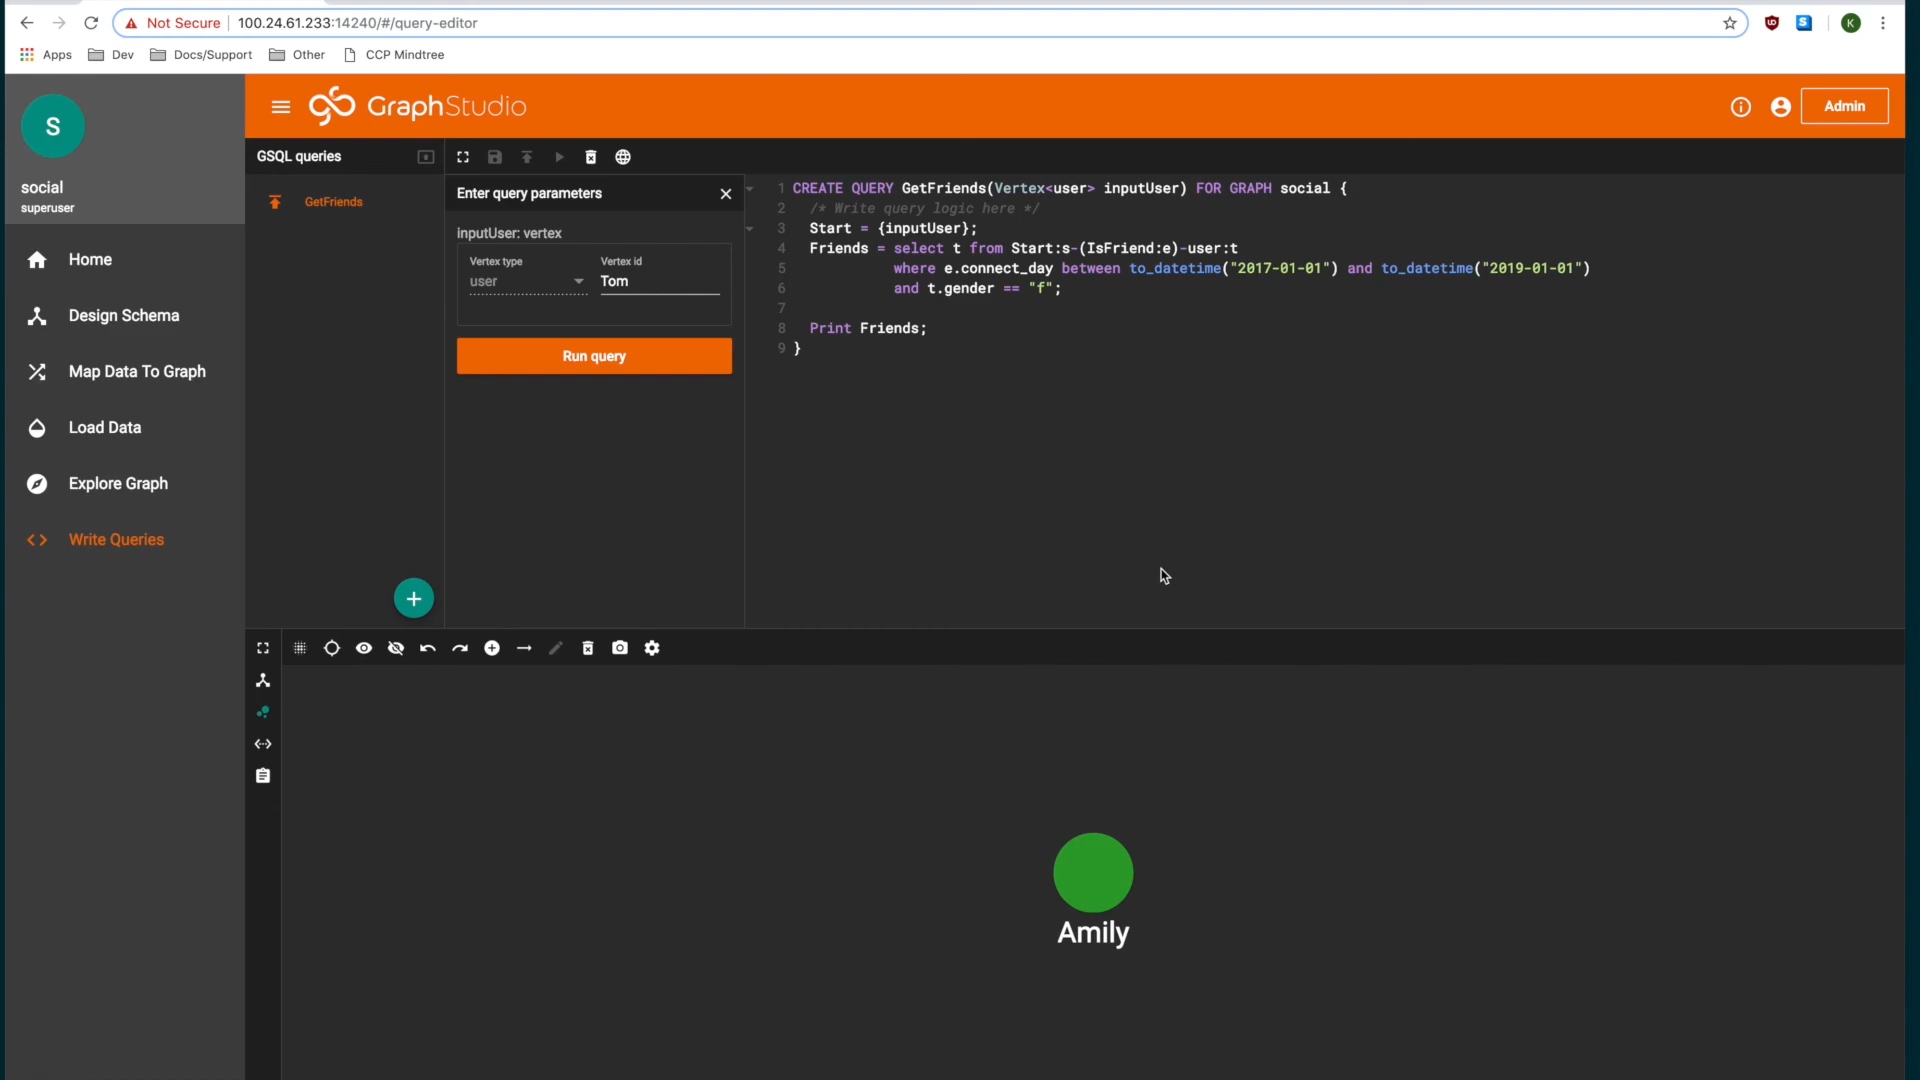 Not Secure 100.24.61.233:14240/#/query-editor
K
Apps Dev Docs/Support Other CCP Mindtree
S
social
superuser
Home
Design Schema
Map Data To Graph
Load Data
Explore Graph
Write Queries
GraphStudio
Admin
GSQL queries
GetFriends
Enter query parameters
inputUser: vertex
Vertex type Vertex id
user Tom
Run query
1 CREATE QUERY GetFriends(Vertex<user> inputUser) FOR GRAPH social {
2 /* Write query logic here */
3 Start = {inputUser};
4 Friends = select t from Start:s-(IsFriend:e)-user:t
5 where e.connect_day between to_datetime("2017-01-01") and to_datetime("2019-01-01")
6 and t.gender == "f";
7
8 Print Friends;
9 }
Amily